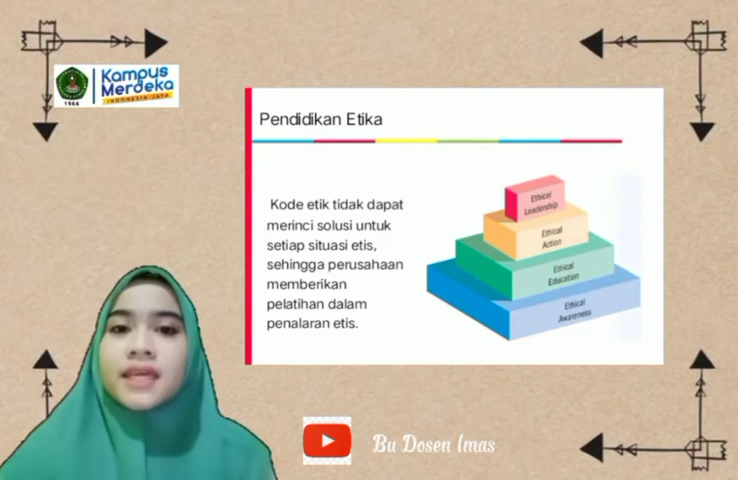 Kampus
Merdeka
INDONESIA JAYA
1966
Pendidikan Etika
Kode etik tidak dapat
merinci solusi untuk
setiap situasi etis,
sehingga perusahaan
memberikan
pelatihan dalam
penalaran etis.
Ethical
Leadership
Ethical
Action
Ethical
Education
Ethical
Awareness
Bu Dosen Imas